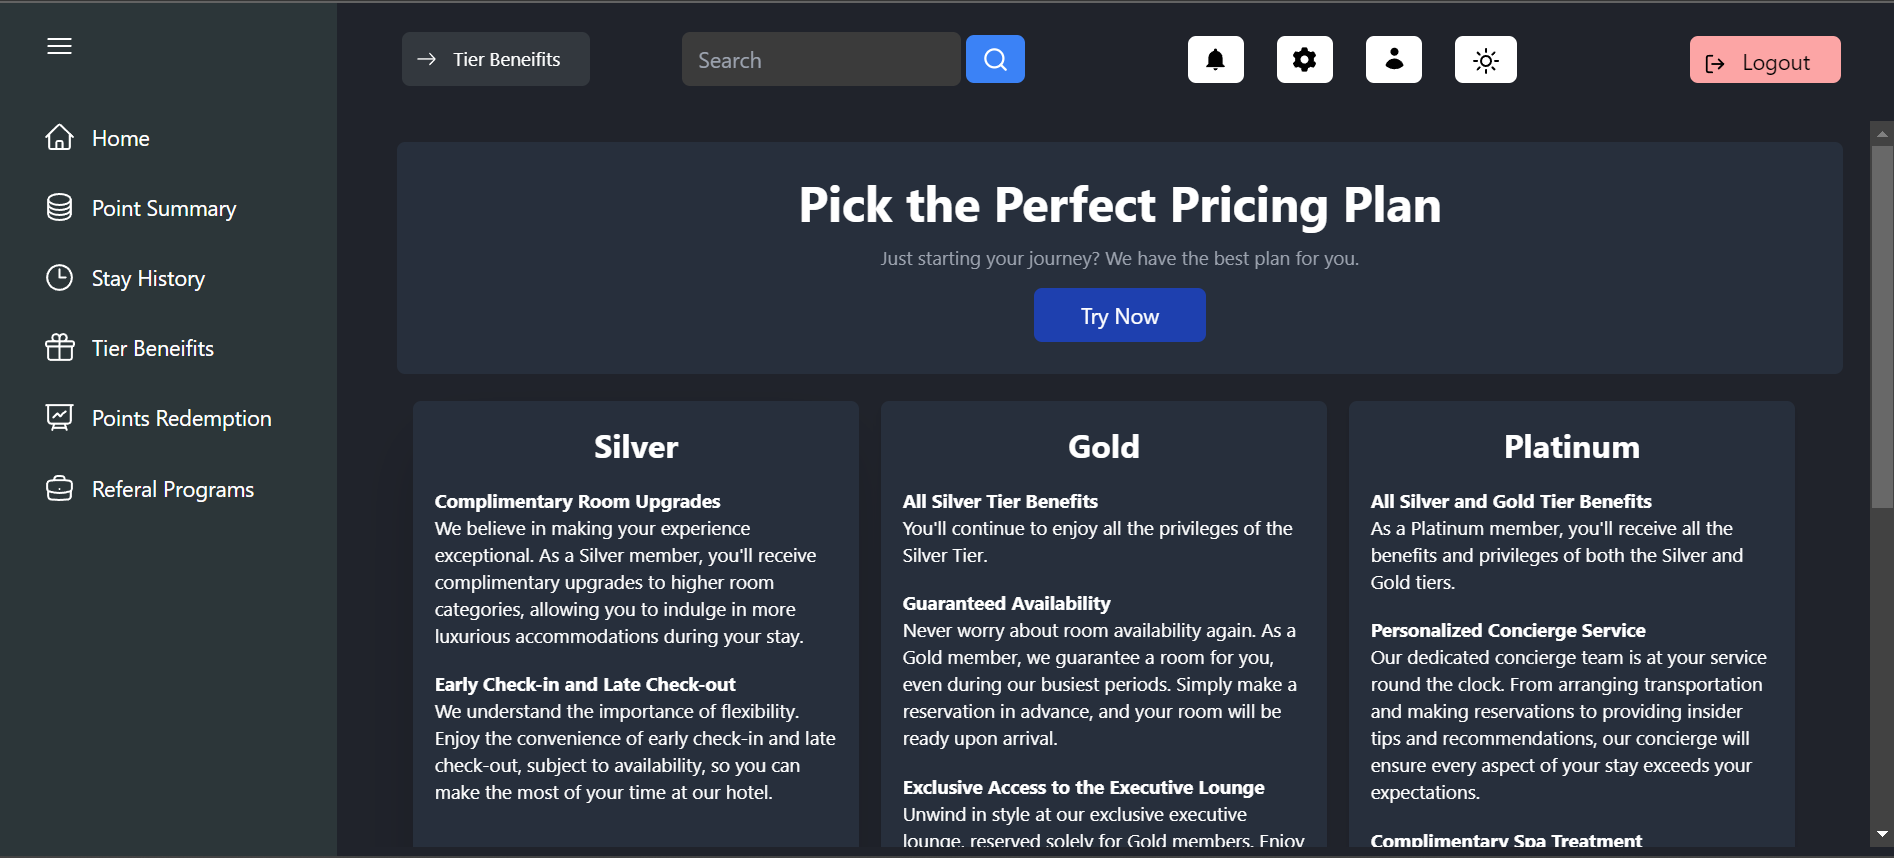 Tier Beneifits
Search
Logout
Home
Point Summary
Stay History
Tier Beneifits
Points Redemption
Referal Programs
Pick the Perfect Pricing Plan
Just starting your journey? We have the best plan for you.
Try Now
Silver
Complimentary Room Upgrades
We believe in making your experience
exceptional. As a Silver member, you'll receive
complimentary upgrades to higher room
categories, allowing you to indulge in more
luxurious accommodations during your stay.
Early Check-in and Late Check-out
We understand the importance of flexibility.
Enjoy the convenience of early check-in and late
check-out, subject to availability, so you can
make the most of your time at our hotel.
Gold
All Silver Tier Benefits
You'll continue to enjoy all the privileges of the
Silver Tier.
Guaranteed Availability
Never worry about room availability again. As a
Gold member, we guarantee a room for you,
even during our busiest periods. Simply make a
reservation in advance, and your room will be
ready upon arrival.
Exclusive Access to the Executive Lounge
Unwind in style at our exclusive executive
lounge, reserved solely for Gold members. Enjoy
Platinum
All Silver and Gold Tier Benefits
As a Platinum member, you'll receive all the
benefits and privileges of both the Silver and
Gold tiers.
Personalized Concierge Service
Our dedicated concierge team is at your service
round the clock. From arranging transportation
and making reservations to providing insider
tips and recommendations, our concierge will
ensure every aspect of your stay exceeds your
expectations.
Complimentary Spa Treatment